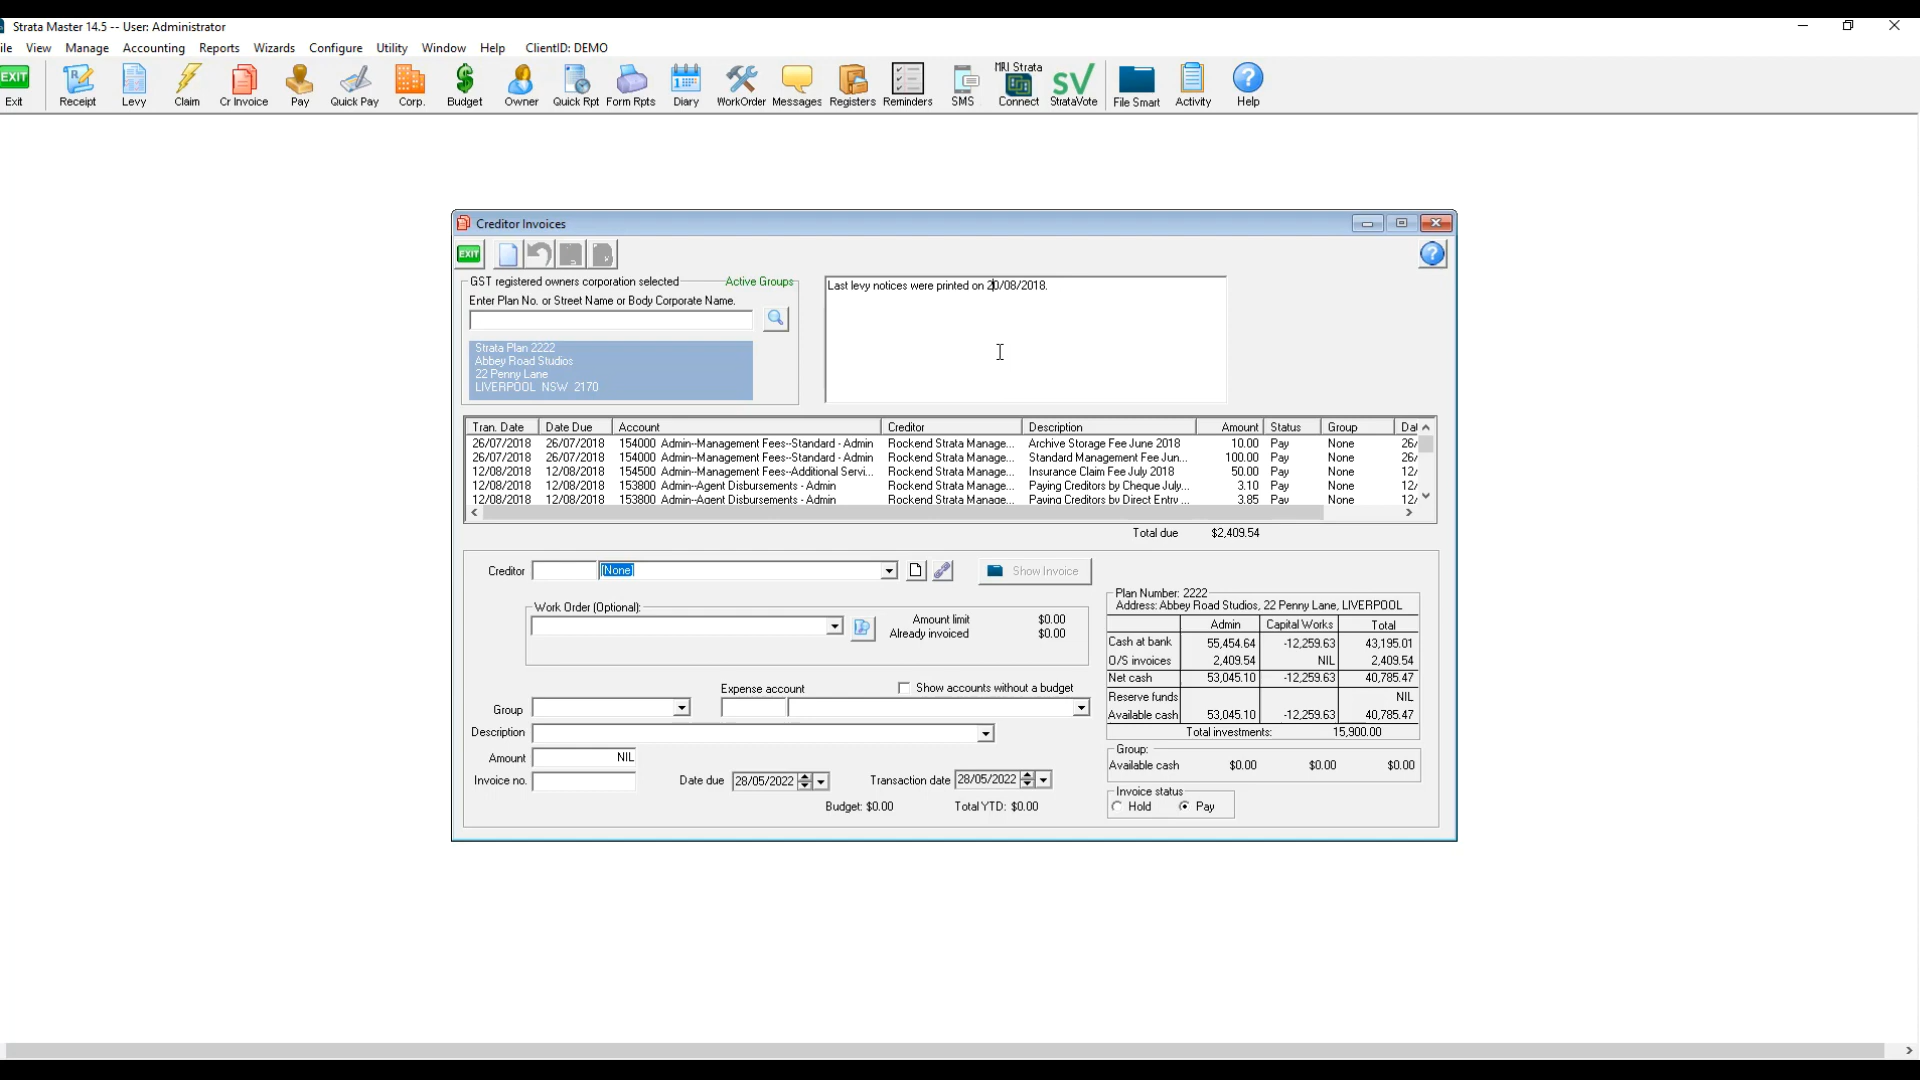 Strata Master 14.5 -- User: Administrator
ile View Manage Accounting Reports Wizards Configure Utility Window Help ClientID: DEMO
EXIT MRI Strata
Exit Receipt Levy Claim Cr Invoice Pay Quick Pay Corp. Budget Owner Quick Rpt Form Rpts Diary WorkOrder Messages Registers Reminders SMS Connect StrataVote File Smart Activity Help
Creditor Invoices
EXIT
GST registered owners corporation selected Active Groups
Enter Plan No. or Street Name or Body Corporate Name.
Strata Plan 2222
Abbey Road Studios
22 Penny Lane
LIVERPOOL NSW 2170
Last levy notices were printed on 20/08/2018.
Tran. Date Date Due Account Creditor Description Amount Status Group Dat
26/07/2018 26/07/2018 154000 Admin--Management Fees--Standard - Admin Rockend Strata Manage... Archive Storage Fee June 2018 10.00 Pay None 26/
26/07/2018 26/07/2018 154000 Admin--Management Fees--Standard - Admin Rockend Strata Manage... Standard Management Fee Jun... 100.00 Pay None 26/
12/08/2018 12/08/2018 154500 Admin--Management Fees--Additional Servi... Rockend Strata Manage... Insurance Claim Fee July 2018 50.00 Pay None 12/
12/08/2018 12/08/2018 153800 Admin--Agent Disbursements - Admin Rockend Strata Manage... Paying Creditors by Cheque July... 3.10 Pay None 12/
12/08/2018 12/08/2018 153800 Admin--Agent Disbursements - Admin Rockend Strata Manage... Paying Creditors by Direct Entry ... 3.85 Pay None 12/
Total due $2,409.54
Creditor [None] Show Invoice
Work Order (Optional):
Amount limit $0.00
Already invoiced $0.00
Expense account Show accounts without a budget
Group
Description
Amount NIL
Invoice no. Date due 28/05/2022 Transaction date 28/05/2022
Budget: $0.00 Total YTD: $0.00
Plan Number: 2222
Address: Abbey Road Studios, 22 Penny Lane, LIVERPOOL
Admin Capital Works Total
Cash at bank 55,454.64 -12,259.63 43,195.01
O/S invoices 2,409.54 NIL 2,409.54
Net cash 53,045.10 -12,259.63 40,785.47
Reserve funds NIL
Available cash 53,045.10 -12,259.63 40,785.47
Total investments: 15,900.00
Group:
Available cash $0.00 $0.00 $0.00
Invoice status
Hold Pay